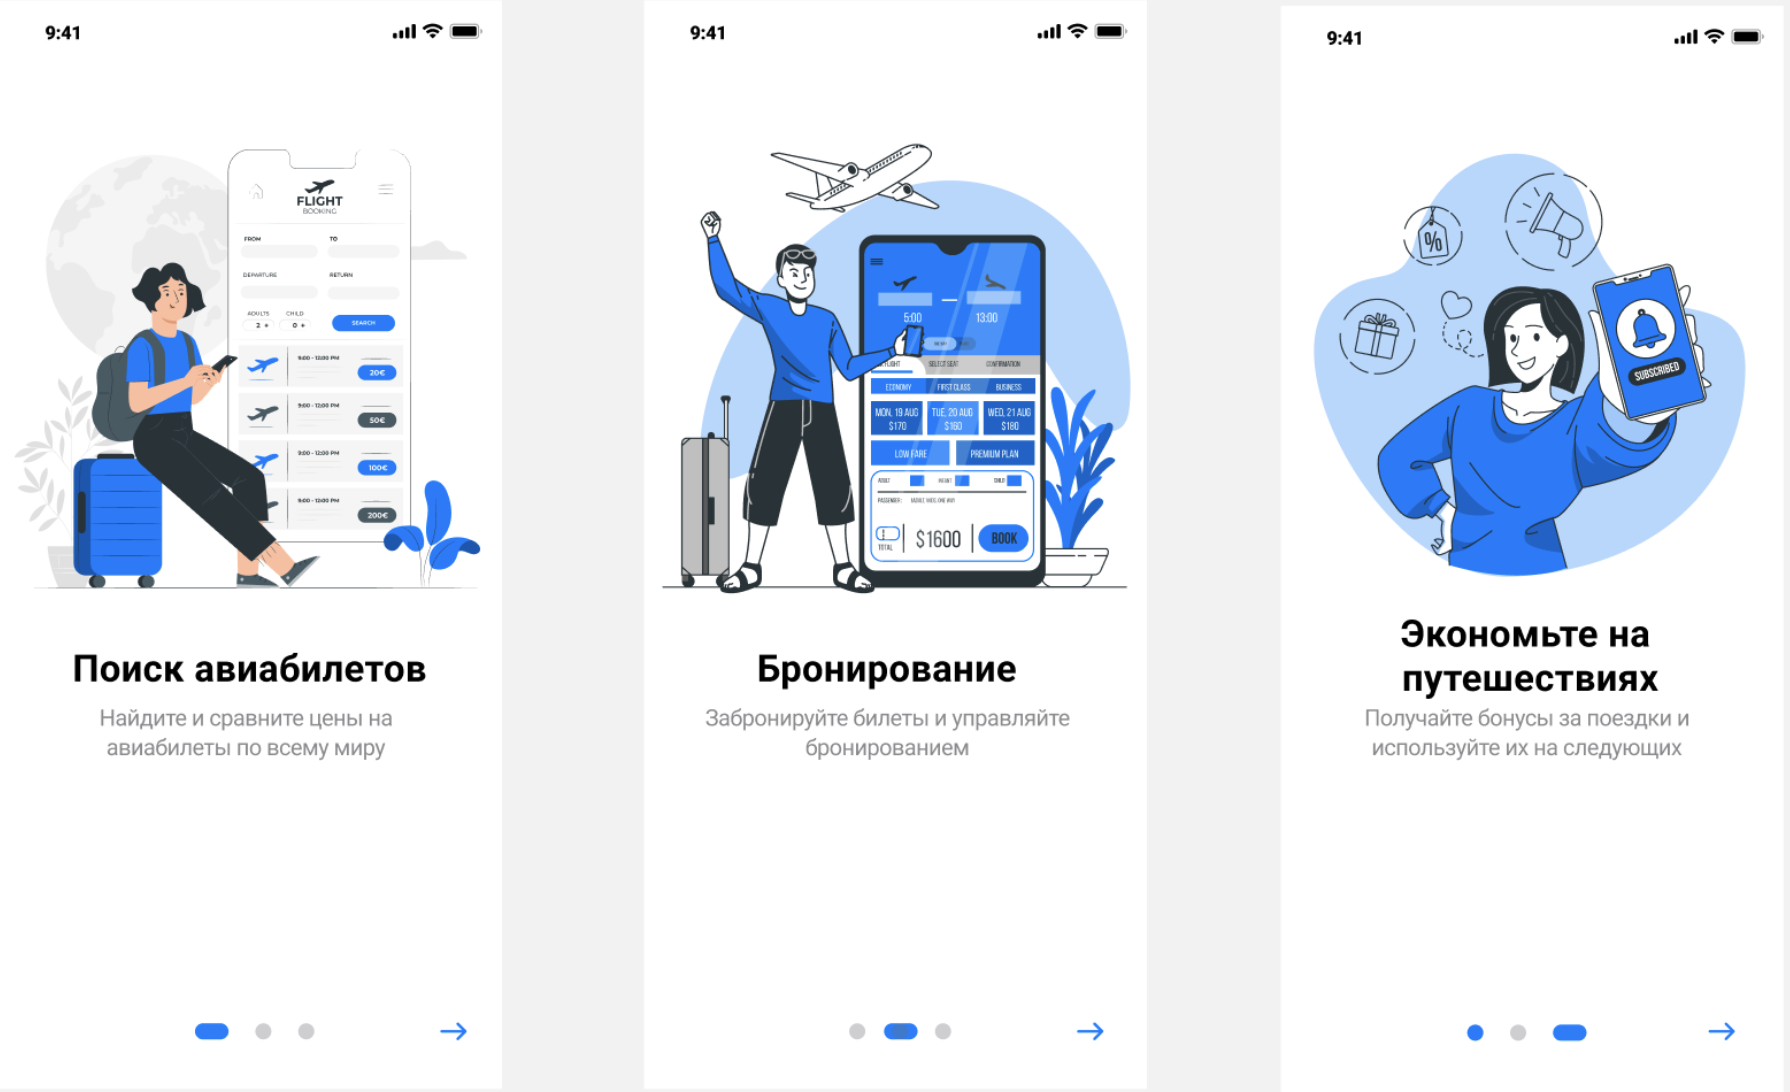 9:41
FLIGHT
BOOKING
FROM TO
DEPARTURE RETURN
ADULTS CHILD
2 + 0 + SEARCH
9:00 - 12:00 PM
20€
9:00 - 12:00 PM
50€
9:00 - 12:00 PM
100€
9:00 - 12:00 PM
200€
Поиск авиабилетов
Найдите и сравните цены на
авиабилеты по всему миру
9:41
5:00 13:00
FLIGHT SELECT SEAT CONFIRMATION
ECONOMY FIRST CLASS BUSINESS
MON, 19 AUG TUE, 20 AUG WED, 21 AUG
$170 $160 $180
LOW FARE PREMIUM PLAN
ADULT INFANT CHILD
PASSENGER:
TOTAL $1600 BOOK
Бронирование
Забронируйте билеты и управляйте
бронированием
9:41
%
SUBSCRIBED
Экономьте на
путешествиях
Получайте бонусы за поездки и
используйте их на следующих